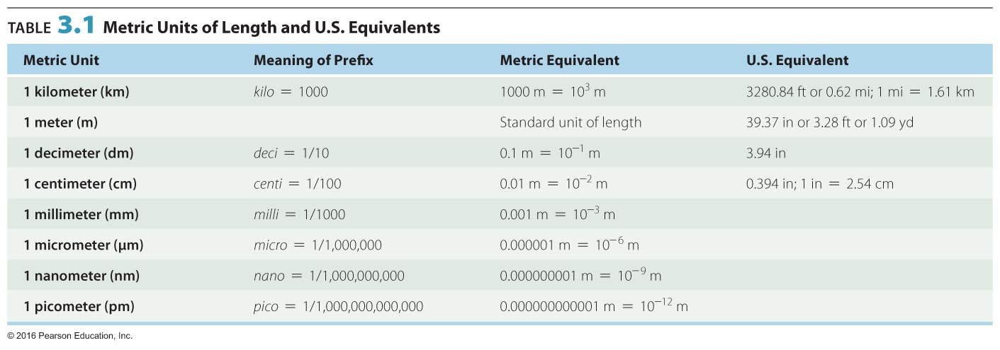 TABLE 3.1 Metric Units of Length and U.S. Equivalents
Metric Unit Meaning of Prefix Metric Equivalent U.S. Equivalent
1 kilometer (km) kilo = 1000 1000 m = 10³ m 3280.84 ft or 0.62 mi; 1 mi = 1.61 km
1 meter (m) Standard unit of length 39.37 in or 3.28 ft or 1.09 yd
1 decimeter (dm) deci = 1/10 0.1 m = 10⁻¹ m 3.94 in
1 centimeter (cm) centi = 1/100 0.01 m = 10⁻² m 0.394 in; 1 in = 2.54 cm
1 millimeter (mm) milli = 1/1000 0.001 m = 10⁻³ m
1 micrometer (μm) micro = 1/1,000,000 0.000001 m = 10⁻⁶ m
1 nanometer (nm) nano = 1/1,000,000,000 0.000000001 m = 10⁻⁹ m
1 picometer (pm) pico = 1/1,000,000,000,000 0.000000000001 m = 10⁻¹² m
© 2016 Pearson Education, Inc.